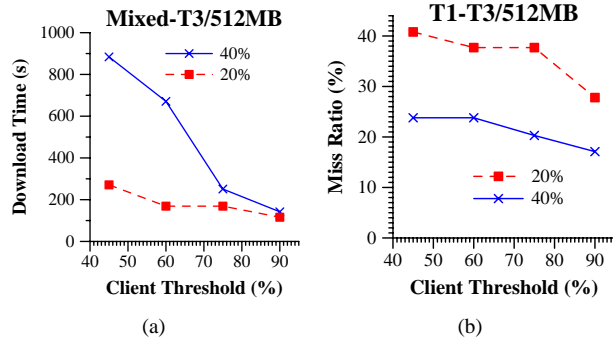 Mixed-T3/512MB
1000
800
600
400
200
0
40 50 60 70 80 90
Download Time (s)
Client Threshold (%)
40%
20%
(a)
T1-T3/512MB
40
30
20
10
0
40 50 60 70 80 90
Miss Ratio (%)
Client Threshold (%)
20%
40%
(b)